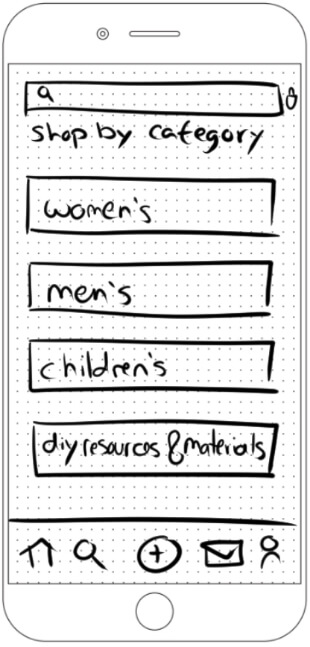 shop by category
women's
men's
children's
diy resources & materials